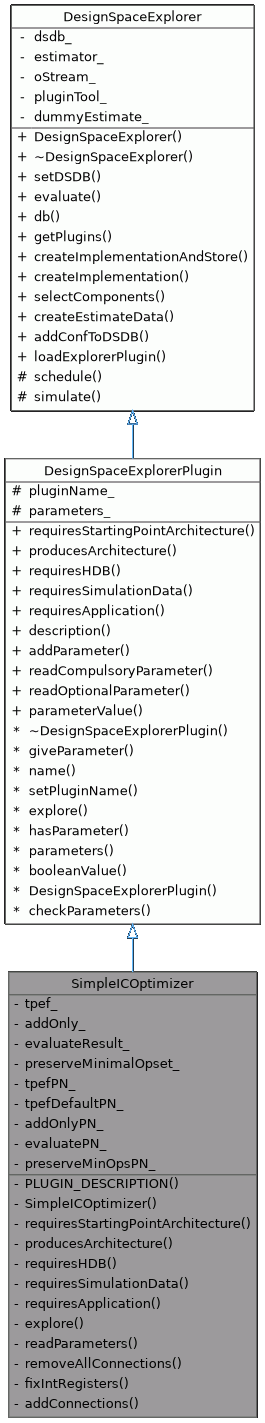 DesignSpaceExplorer
- dsdb_
- estimator_
- oStream_
- pluginTool_
- dummyEstimate_
+ DesignSpaceExplorer()
+ ~DesignSpaceExplorer()
+ setDSDB()
+ evaluate()
+ db()
+ getPlugins()
+ createImplementationAndStore()
+ createImplementation()
+ selectComponents()
+ createEstimateData()
+ addConfToDSDB()
+ loadExplorerPlugin()
# schedule()
# simulate()
DesignSpaceExplorerPlugin
# pluginName_
# parameters_
+ requiresStartingPointArchitecture()
+ producesArchitecture()
+ requiresHDB()
+ requiresSimulationData()
+ requiresApplication()
+ description()
+ addParameter()
+ readCompulsoryParameter()
+ readOptionalParameter()
+ parameterValue()
* ~DesignSpaceExplorerPlugin()
* giveParameter()
* name()
* setPluginName()
* explore()
* hasParameter()
* parameters()
* booleanValue()
* DesignSpaceExplorerPlugin()
* checkParameters()
SimpleICOptimizer
- tpef_
- addOnly_
- evaluateResult_
- preserveMinimalOpset_
- tpefPN_
- tpefDefaultPN_
- addOnlyPN_
- evaluatePN_
- preserveMinOpsPN_
- PLUGIN_DESCRIPTION()
- SimpleICOptimizer()
- requiresStartingPointArchitecture()
- producesArchitecture()
- requiresHDB()
- requiresSimulationData()
- requiresApplication()
- explore()
- readParameters()
- removeAllConnections()
- fixIntRegisters()
- addConnections()